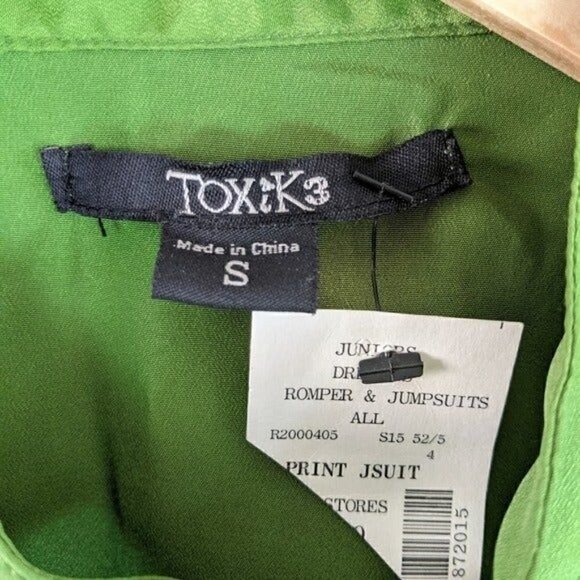 TOXiK3
Made in China
S
JUNIORS
ROMPER & JUMPSUITS
ALL
R2000405 S15 52/5
4
PRINT JSUIT
STORES
872015